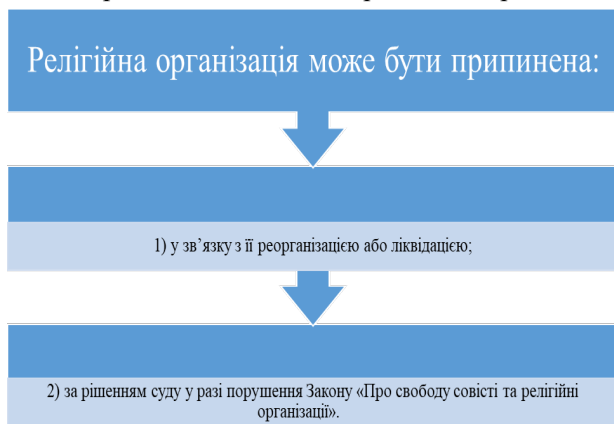 Релігійна організація може бути припинена:
1) у зв’язку з її реорганізацією або ліквідацією;
2) за рішенням суду у разі порушення Закону «Про свободу совісті та релігійні
організації».